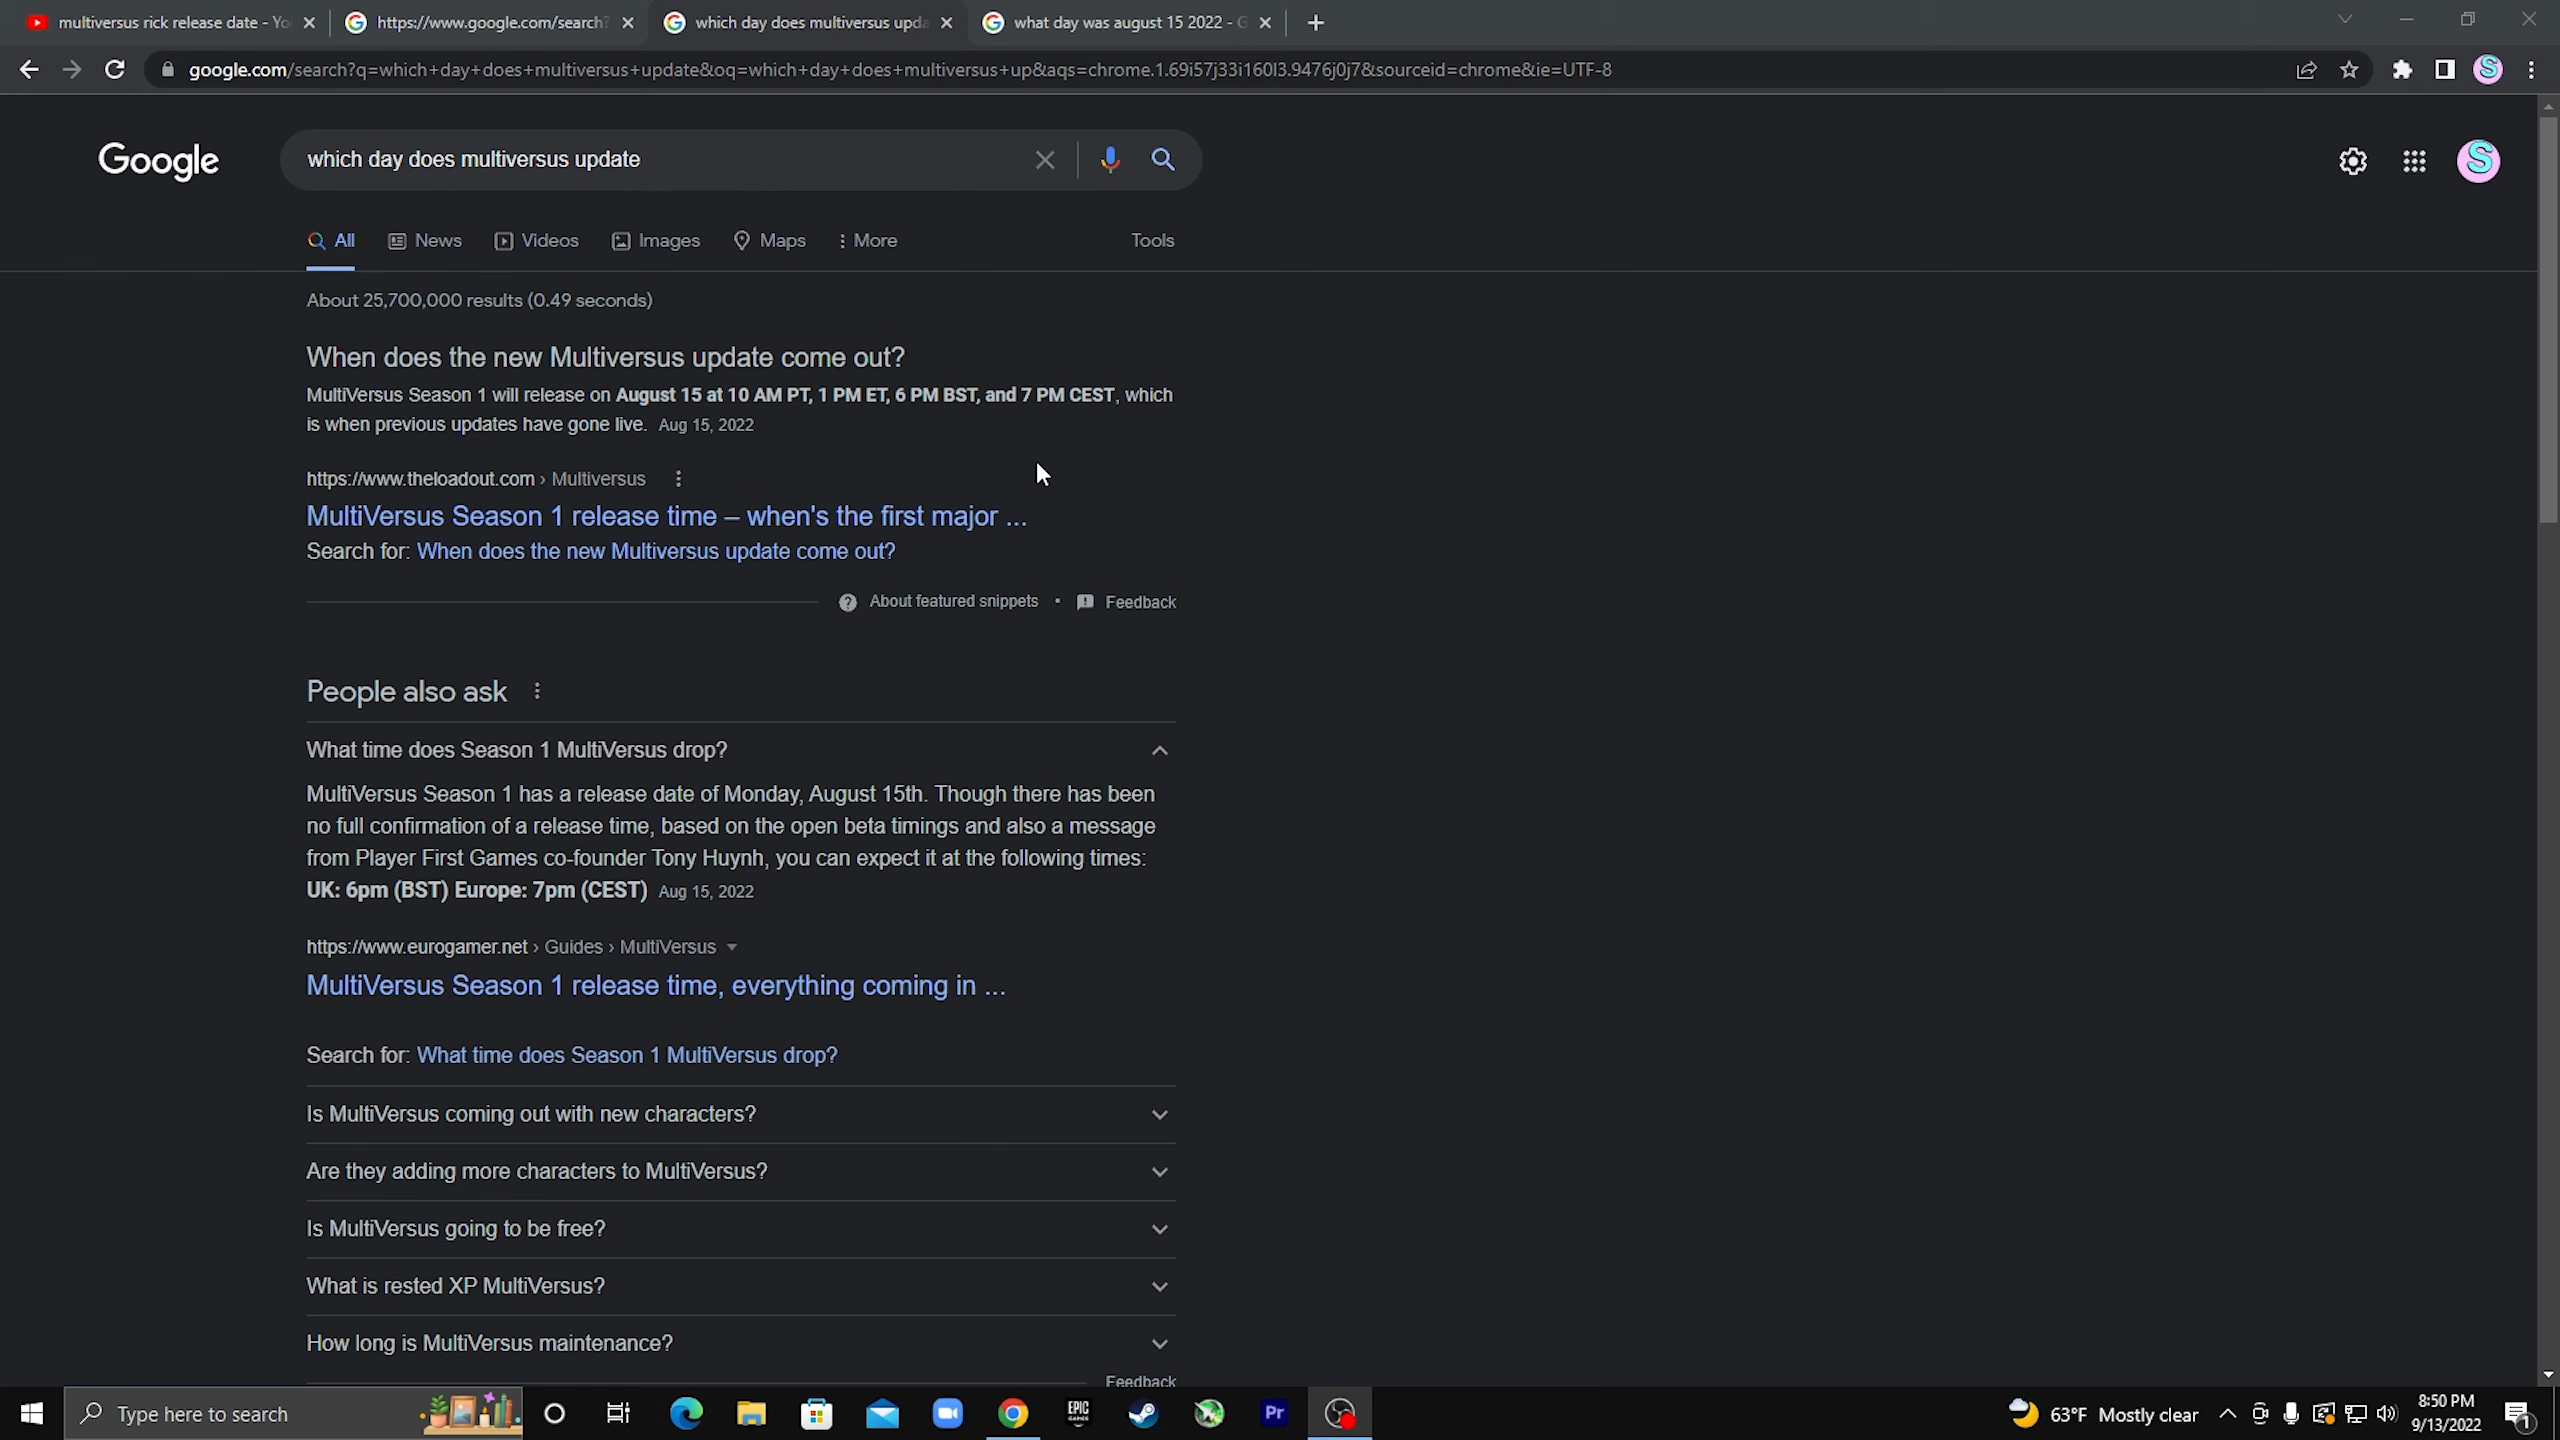 multiversus rick release date - Yo
https://www.google.com/search?
which day does multiversus upda
what day was august 15 2022 - G
google.com/search?q=which+day+does+multiversus+update&oq=which+day+does+multiversus+up&aqs=chrome.1.69i57j33i160l3.9476j0j7&sourceid=chrome&ie=UTF-8
S
Google
which day does multiversus update
S
All
News
Videos
Images
Maps
More
Tools
About 25,700,000 results (0.49 seconds)
When does the new Multiversus update come out?
MultiVersus Season 1 will release on August 15 at 10 AM PT, 1 PM ET, 6 PM BST, and 7 PM CEST, which
is when previous updates have gone live. Aug 15, 2022
https://www.theloadout.com › Multiversus
MultiVersus Season 1 release time – when's the first major ...
Search for: When does the new Multiversus update come out?
About featured snippets • Feedback
People also ask
What time does Season 1 MultiVersus drop?
MultiVersus Season 1 has a release date of Monday, August 15th. Though there has been
no full confirmation of a release time, based on the open beta timings and also a message
from Player First Games co-founder Tony Huynh, you can expect it at the following times:
UK: 6pm (BST) Europe: 7pm (CEST) Aug 15, 2022
https://www.eurogamer.net › Guides › MultiVersus
MultiVersus Season 1 release time, everything coming in ...
Search for: What time does Season 1 MultiVersus drop?
Is MultiVersus coming out with new characters?
Are they adding more characters to MultiVersus?
Is MultiVersus going to be free?
What is rested XP MultiVersus?
How long is MultiVersus maintenance?
Feedback
Type here to search
EPIC
GAMES
Pr
63°F Mostly clear
8:50 PM
9/13/2022
1